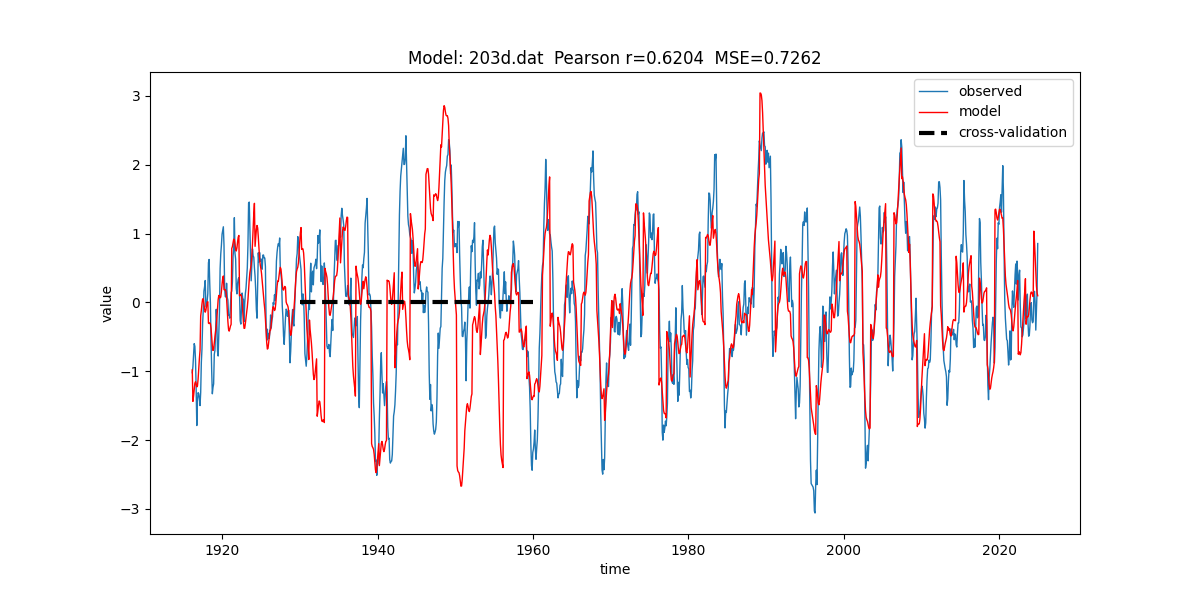 Model: 203d.dat  Pearson r=0.6204  MSE=0.7262
observed
model
cross-validation
value
3
2
1
0
−1
−2
−3
1920
1940
1960
1980
2000
2020
time